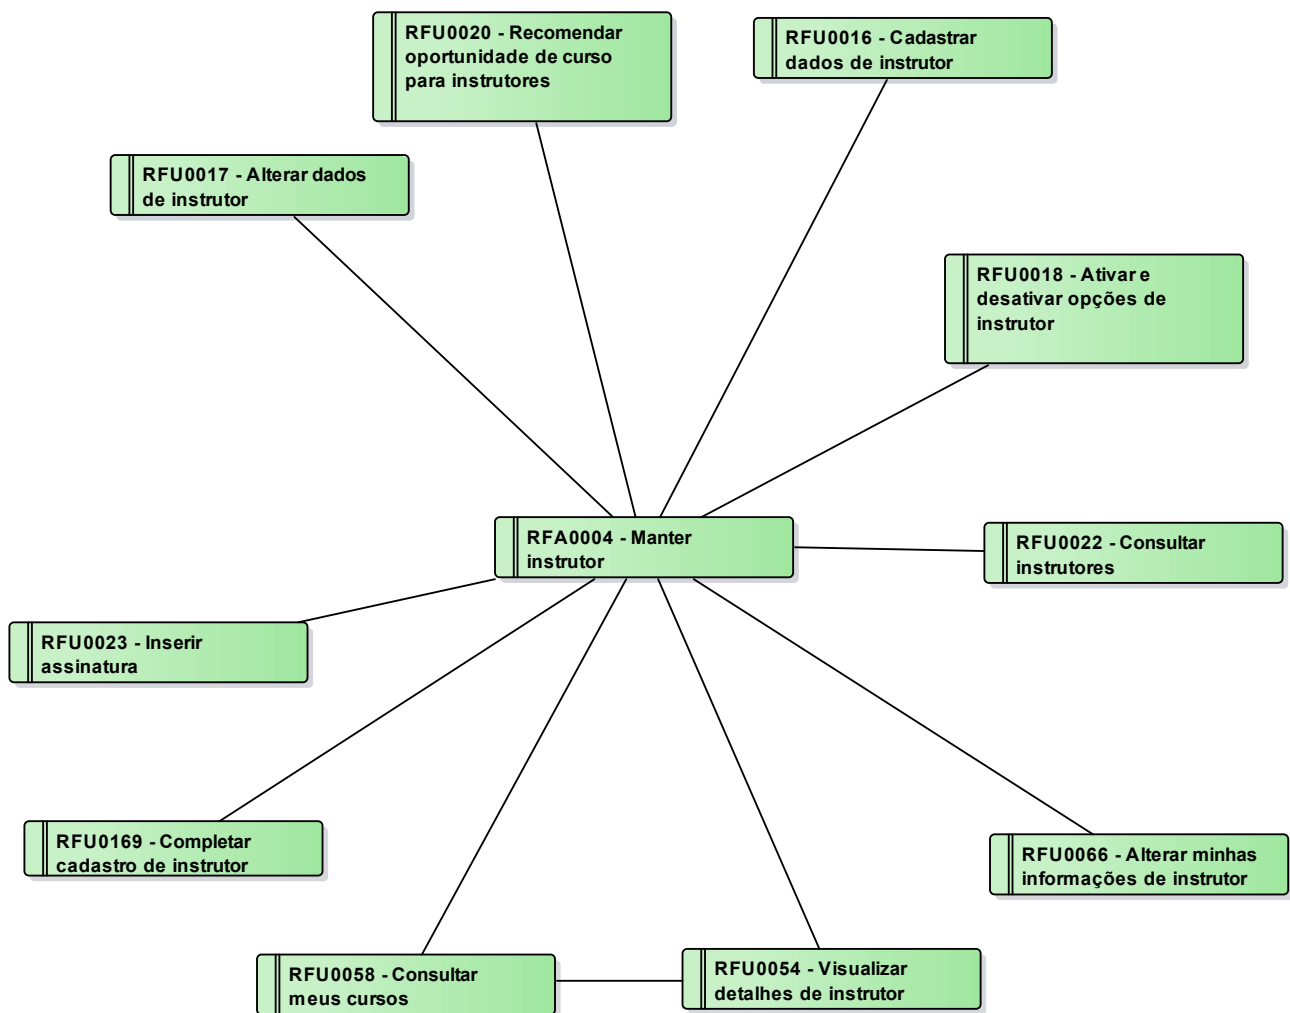 RFU0020 - Recomendar
oportunidade de curso
para instrutores
RFU0016 - Cadastrar
dados de instrutor
RFU0017 - Alterar dados
de instrutor
RFU0018 - Ativar e
desativar opções de
instrutor
RFA0004 - Manter
instrutor
RFU0022 - Consultar
instrutores
RFU0023 - Inserir
assinatura
RFU0169 - Completar
cadastro de instrutor
RFU0066 - Alterar minhas
informações de instrutor
RFU0058 - Consultar
meus cursos
RFU0054 - Visualizar
detalhes de instrutor